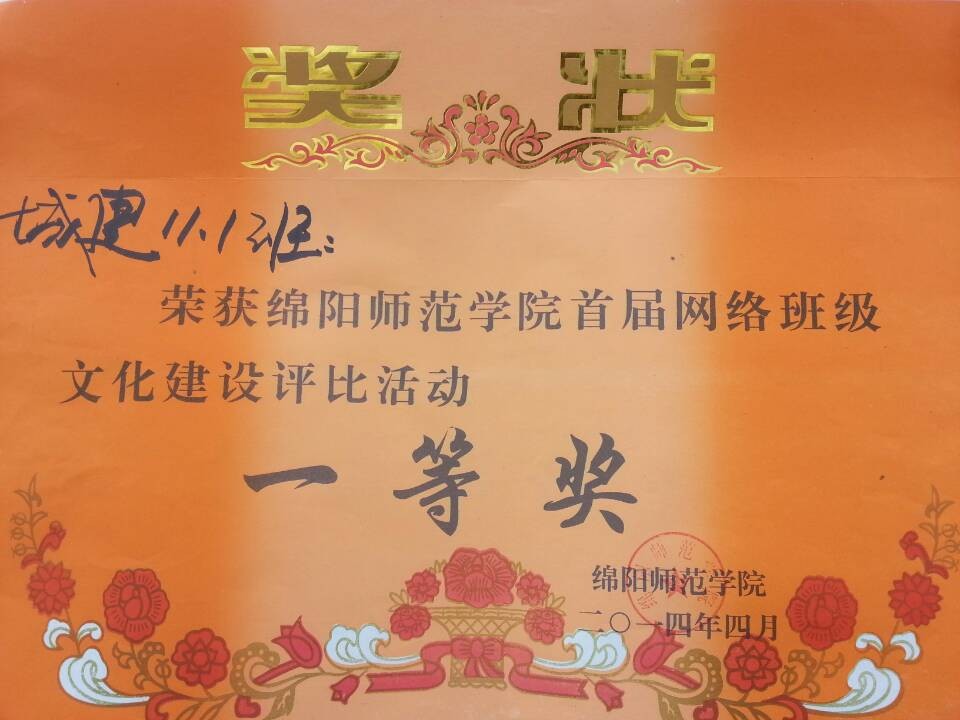 奖状
城建11.1班：
荣获绵阳师范学院首届网络班级
文化建设评比活动
一等奖
绵阳师范学院
二〇一四年四月